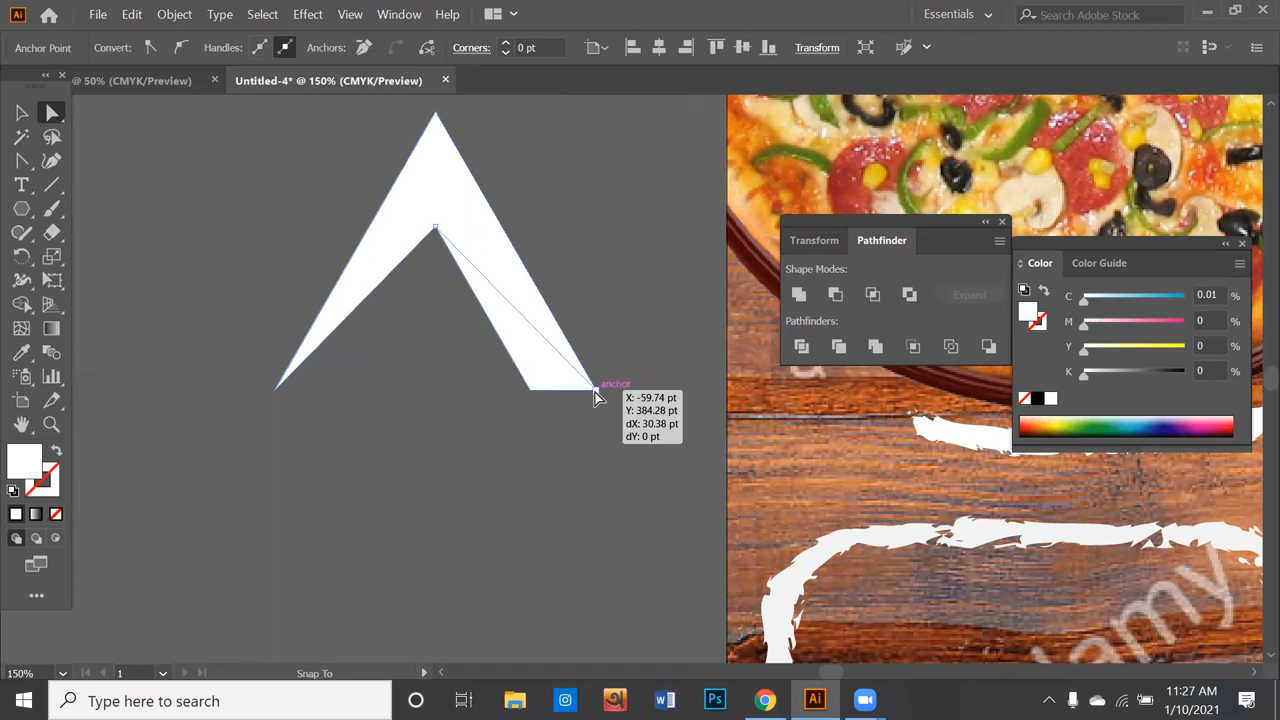 File Edit Object Type Select Effect View Window Help Essentials Search Adobe Stock
Anchor Point Convert: Handles: Anchors: Corners: 0 pt Transform
@ 50% (CMYK/Preview) Untitled-4* @ 150% (CMYK/Preview)
Transform Pathfinder
Shape Modes:
Expand
Pathfinders:
Color Color Guide
C 0.01 %
M 0 %
Y 0 %
K 0 %
anchor
X: -59.74 pt
Y: 384.28 pt
dX: 30.38 pt
dY: 0 pt
a
alamy
150% 1 Snap To
Type here to search
11:27 AM
1/10/2021